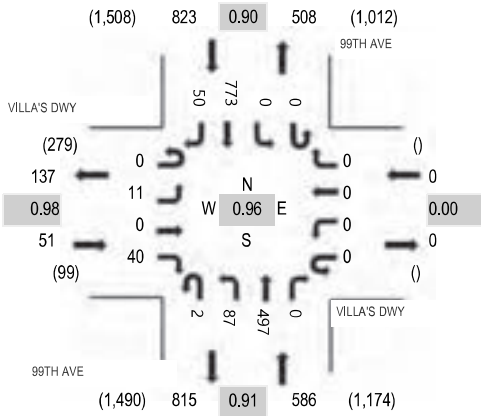 (1,508) 823 0.90 508 (1,012)
99TH AVE
50 773 0 0
VILLA'S DWY
(279) 0 0 ()
137 11 0 0
N
0.98 W 0.96 E 0.00
S
51 0 0 0
(99) 40 0 ()
2 87 497 0
VILLA'S DWY
99TH AVE
(1,490) 815 0.91 586 (1,174)